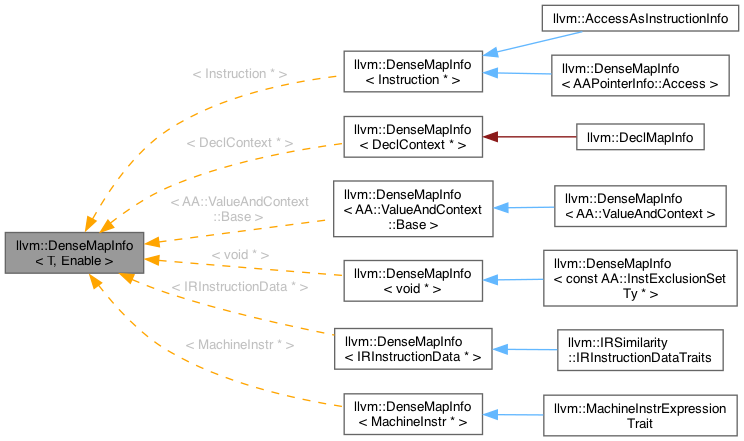 llvm::AccessAsInstructionInfo
llvm::DenseMapInfo
< Instruction * >
< Instruction * >
llvm::DenseMapInfo
< AAPointerInfo::Access >
llvm::DenseMapInfo
< DeclContext * >
< DeclContext * >
llvm::DeclMapInfo
< AA::ValueAndContext
::Base >
llvm::DenseMapInfo
< AA::ValueAndContext
::Base >
llvm::DenseMapInfo
< AA::ValueAndContext >
llvm::DenseMapInfo
< T, Enable >
< void * >
llvm::DenseMapInfo
< void * >
llvm::DenseMapInfo
< const AA::InstExclusionSet
Ty * >
< IRInstructionData * >
llvm::DenseMapInfo
< IRInstructionData * >
llvm::IRSimilarity
::IRInstructionDataTraits
< MachineInstr * >
llvm::DenseMapInfo
< MachineInstr * >
llvm::MachineInstrExpression
Trait